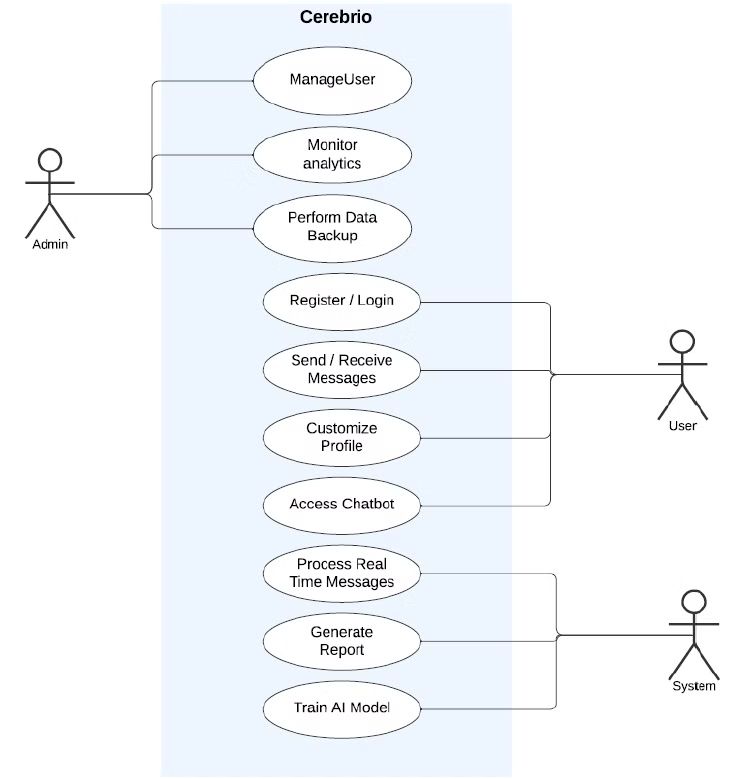 Cerebrio
ManageUser
Monitor
analytics
Perform Data
Backup
Admin
Register / Login
Send / Receive
Messages
Customize
Profile
Access Chatbot
User
Process Real
Time Messages
Generate
Report
Train AI Model
System